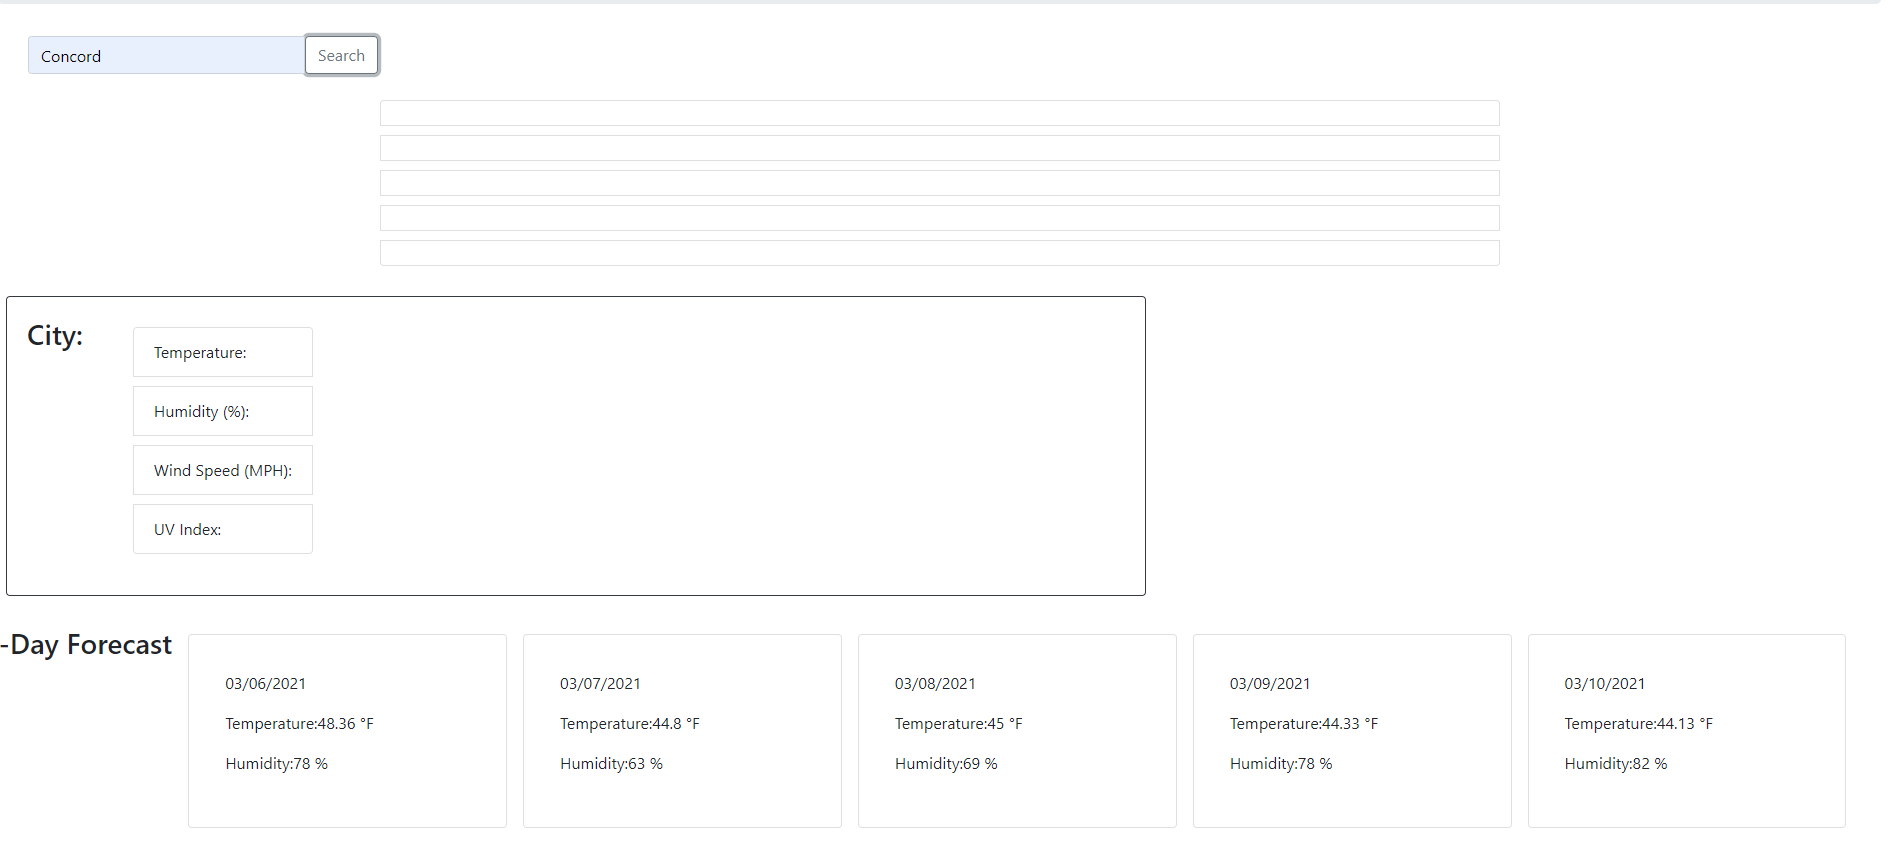 Concord
Search
City:
Temperature:
Humidity (%):
Wind Speed (MPH):
UV Index:
-Day Forecast
03/06/2021
Temperature:48.36 °F
Humidity:78 %
03/07/2021
Temperature:44.8 °F
Humidity:63 %
03/08/2021
Temperature:45 °F
Humidity:69 %
03/09/2021
Temperature:44.33 °F
Humidity:78 %
03/10/2021
Temperature:44.13 °F
Humidity:82 %